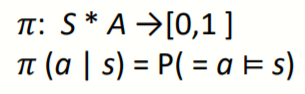 π: S * A →[0,1 ]
π (a | s) = P( = a ⊨ s)